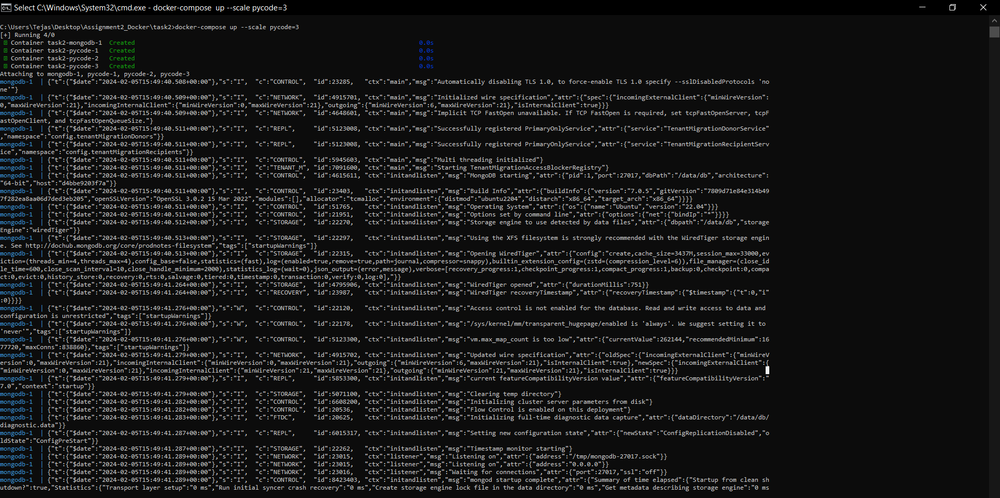 Select C:\Windows\System32\cmd.exe - docker-compose  up --scale pycode=3
C:\Users\Tejas\Desktop\Assignment2_Docker\task2>docker-compose up --scale pycode=3
[+] Running 4/0
Container task2-mongodb-1  Created 0.0s
Container task2-pycode-1   Created 0.0s
Container task2-pycode-2   Created 0.0s
Container task2-pycode-3   Created 0.0s
Attaching to mongodb-1, pycode-1, pycode-2, pycode-3
mongodb-1  | {"t":{"$date":"2024-02-05T15:49:40.508+00:00"},"s":"I",  "c":"CONTROL",  "id":23285,   "ctx":"main","msg":"Automatically disabling TLS 1.0, to force-enable TLS 1.0 specify --sslDisabledProtocols 'no
ne'"}
mongodb-1  | {"t":{"$date":"2024-02-05T15:49:40.509+00:00"},"s":"I",  "c":"NETWORK",  "id":4915701, "ctx":"main","msg":"Initialized wire specification","attr":{"spec":{"incomingExternalClient":{"minWireVersion":
0,"maxWireVersion":21},"incomingInternalClient":{"minWireVersion":0,"maxWireVersion":21},"outgoing":{"minWireVersion":6,"maxWireVersion":21},"isInternalClient":true}}}
mongodb-1  | {"t":{"$date":"2024-02-05T15:49:40.509+00:00"},"s":"I",  "c":"NETWORK",  "id":4648601, "ctx":"main","msg":"Implicit TCP FastOpen unavailable. If TCP FastOpen is required, set tcpFastOpenServer, tcpF
astOpenClient, and tcpFastOpenQueueSize."}
mongodb-1  | {"t":{"$date":"2024-02-05T15:49:40.511+00:00"},"s":"I",  "c":"REPL",     "id":5123008, "ctx":"main","msg":"Successfully registered PrimaryOnlyService","attr":{"service":"TenantMigrationDonorService"
,"namespace":"config.tenantMigrationDonors"}}
mongodb-1  | {"t":{"$date":"2024-02-05T15:49:40.511+00:00"},"s":"I",  "c":"REPL",     "id":5123008, "ctx":"main","msg":"Successfully registered PrimaryOnlyService","attr":{"service":"TenantMigrationRecipientServ
ice","namespace":"config.tenantMigrationRecipients"}}
mongodb-1  | {"t":{"$date":"2024-02-05T15:49:40.511+00:00"},"s":"I",  "c":"CONTROL",  "id":5945603, "ctx":"main","msg":"Multi threading initialized"}
mongodb-1  | {"t":{"$date":"2024-02-05T15:49:40.511+00:00"},"s":"I",  "c":"TENANT_M", "id":7091600, "ctx":"main","msg":"Starting TenantMigrationAccessBlockerRegistry"}
mongodb-1  | {"t":{"$date":"2024-02-05T15:49:40.511+00:00"},"s":"I",  "c":"CONTROL",  "id":4615611, "ctx":"initandlisten","msg":"MongoDB starting","attr":{"pid":1,"port":27017,"dbPath":"/data/db","architecture":
"64-bit","host":"d4bbe9203f7a"}}
mongodb-1  | {"t":{"$date":"2024-02-05T15:49:40.511+00:00"},"s":"I",  "c":"CONTROL",  "id":23403,   "ctx":"initandlisten","msg":"Build Info","attr":{"buildInfo":{"version":"7.0.5","gitVersion":"7809d71e84e314b49
7f282ea8aa06d7ded3eb205","openSSLVersion":"OpenSSL 3.0.2 15 Mar 2022","modules":[],"allocator":"tcmalloc","environment":{"distmod":"ubuntu2204","distarch":"x86_64","target_arch":"x86_64"}}}}
mongodb-1  | {"t":{"$date":"2024-02-05T15:49:40.511+00:00"},"s":"I",  "c":"CONTROL",  "id":51765,   "ctx":"initandlisten","msg":"Operating System","attr":{"os":{"name":"Ubuntu","version":"22.04"}}}
mongodb-1  | {"t":{"$date":"2024-02-05T15:49:40.511+00:00"},"s":"I",  "c":"CONTROL",  "id":21951,   "ctx":"initandlisten","msg":"Options set by command line","attr":{"options":{"net":{"bindIp":"*"}}}}
mongodb-1  | {"t":{"$date":"2024-02-05T15:49:40.512+00:00"},"s":"I",  "c":"STORAGE",  "id":22270,   "ctx":"initandlisten","msg":"Storage engine to use detected by data files","attr":{"dbpath":"/data/db","storage
Engine":"wiredTiger"}}
mongodb-1  | {"t":{"$date":"2024-02-05T15:49:40.513+00:00"},"s":"I",  "c":"STORAGE",  "id":22297,   "ctx":"initandlisten","msg":"Using the XFS filesystem is strongly recommended with the WiredTiger storage engin
e. See http://dochub.mongodb.org/core/prodnotes-filesystem","tags":["startupWarnings"]}
mongodb-1  | {"t":{"$date":"2024-02-05T15:49:40.513+00:00"},"s":"I",  "c":"STORAGE",  "id":22315,   "ctx":"initandlisten","msg":"Opening WiredTiger","attr":{"config":"create,cache_size=3437M,session_max=33000,ev
iction=(threads_min=4,threads_max=4),config_base=false,statistics=(fast),log=(enabled=true,remove=true,path=journal,compressor=snappy),builtin_extension_config=(zstd=(compression_level=6)),file_manager=(close_id
le_time=600,close_scan_interval=10,close_handle_minimum=2000),statistics_log=(wait=0),json_output=(error,message),verbose=[recovery_progress:1,checkpoint_progress:1,compact_progress:1,backup:0,checkpoint:0,compa
ct:0,evict:0,history_store:0,recovery:0,rts:0,salvage:0,tiered:0,timestamp:0,transaction:0,verify:0,log:0],"}}
mongodb-1  | {"t":{"$date":"2024-02-05T15:49:41.264+00:00"},"s":"I",  "c":"STORAGE",  "id":4795906, "ctx":"initandlisten","msg":"WiredTiger opened","attr":{"durationMillis":751}}
mongodb-1  | {"t":{"$date":"2024-02-05T15:49:41.264+00:00"},"s":"I",  "c":"RECOVERY", "id":23987,   "ctx":"initandlisten","msg":"WiredTiger recoveryTimestamp","attr":{"recoveryTimestamp":{"$timestamp":{"t":0,"i"
:0}}}}
mongodb-1  | {"t":{"$date":"2024-02-05T15:49:41.276+00:00"},"s":"W",  "c":"CONTROL",  "id":22120,   "ctx":"initandlisten","msg":"Access control is not enabled for the database. Read and write access to data and
configuration is unrestricted","tags":["startupWarnings"]}
mongodb-1  | {"t":{"$date":"2024-02-05T15:49:41.276+00:00"},"s":"W",  "c":"CONTROL",  "id":22178,   "ctx":"initandlisten","msg":"/sys/kernel/mm/transparent_hugepage/enabled is 'always'. We suggest setting it to
'never'","tags":["startupWarnings"]}
mongodb-1  | {"t":{"$date":"2024-02-05T15:49:41.276+00:00"},"s":"W",  "c":"CONTROL",  "id":5123300, "ctx":"initandlisten","msg":"vm.max_map_count is too low","attr":{"currentValue":262144,"recommendedMinimum":16
77720,"maxConns":838860},"tags":["startupWarnings"]}
mongodb-1  | {"t":{"$date":"2024-02-05T15:49:41.279+00:00"},"s":"I",  "c":"NETWORK",  "id":4915702, "ctx":"initandlisten","msg":"Updated wire specification","attr":{"oldSpec":{"incomingExternalClient":{"minWireV
ersion":0,"maxWireVersion":21},"incomingInternalClient":{"minWireVersion":0,"maxWireVersion":21},"outgoing":{"minWireVersion":6,"maxWireVersion":21},"isInternalClient":true},"newSpec":{"incomingExternalClient":{
"minWireVersion":0,"maxWireVersion":21},"incomingInternalClient":{"minWireVersion":21,"maxWireVersion":21},"outgoing":{"minWireVersion":21,"maxWireVersion":21},"isInternalClient":true}}}
mongodb-1  | {"t":{"$date":"2024-02-05T15:49:41.279+00:00"},"s":"I",  "c":"REPL",     "id":5853300, "ctx":"initandlisten","msg":"current featureCompatibilityVersion value","attr":{"featureCompatibilityVersion":"
7.0","context":"startup"}}
mongodb-1  | {"t":{"$date":"2024-02-05T15:49:41.279+00:00"},"s":"I",  "c":"STORAGE",  "id":5071100, "ctx":"initandlisten","msg":"Clearing temp directory"}
mongodb-1  | {"t":{"$date":"2024-02-05T15:49:41.282+00:00"},"s":"I",  "c":"CONTROL",  "id":6608200, "ctx":"initandlisten","msg":"Initializing cluster server parameters from disk"}
mongodb-1  | {"t":{"$date":"2024-02-05T15:49:41.282+00:00"},"s":"I",  "c":"CONTROL",  "id":20536,   "ctx":"initandlisten","msg":"Flow Control is enabled on this deployment"}
mongodb-1  | {"t":{"$date":"2024-02-05T15:49:41.283+00:00"},"s":"I",  "c":"FTDC",     "id":20625,   "ctx":"initandlisten","msg":"Initializing full-time diagnostic data capture","attr":{"dataDirectory":"/data/db/
diagnostic.data"}}
mongodb-1  | {"t":{"$date":"2024-02-05T15:49:41.287+00:00"},"s":"I",  "c":"REPL",     "id":6015317, "ctx":"initandlisten","msg":"Setting new configuration state","attr":{"newState":"ConfigReplicationDisabled","o
ldState":"ConfigPreStart"}}
mongodb-1  | {"t":{"$date":"2024-02-05T15:49:41.287+00:00"},"s":"I",  "c":"STORAGE",  "id":22262,   "ctx":"initandlisten","msg":"Timestamp monitor starting"}
mongodb-1  | {"t":{"$date":"2024-02-05T15:49:41.289+00:00"},"s":"I",  "c":"NETWORK",  "id":23015,   "ctx":"listener","msg":"Listening on","attr":{"address":"/tmp/mongodb-27017.sock"}}
mongodb-1  | {"t":{"$date":"2024-02-05T15:49:41.289+00:00"},"s":"I",  "c":"NETWORK",  "id":23015,   "ctx":"listener","msg":"Listening on","attr":{"address":"0.0.0.0"}}
mongodb-1  | {"t":{"$date":"2024-02-05T15:49:41.289+00:00"},"s":"I",  "c":"NETWORK",  "id":23016,   "ctx":"listener","msg":"Waiting for connections","attr":{"port":27017,"ssl":"off"}}
mongodb-1  | {"t":{"$date":"2024-02-05T15:49:41.289+00:00"},"s":"I",  "c":"CONTROL",  "id":8423403, "ctx":"initandlisten","msg":"mongod startup complete","attr":{"Summary of time elapsed":{"Startup from clean sh
utdown?":true,"Statistics":{"Transport layer setup":"0 ms","Run initial syncer crash recovery":"0 ms","Create storage engine lock file in the data directory":"0 ms","Get metadata describing storage engine":"0 ms